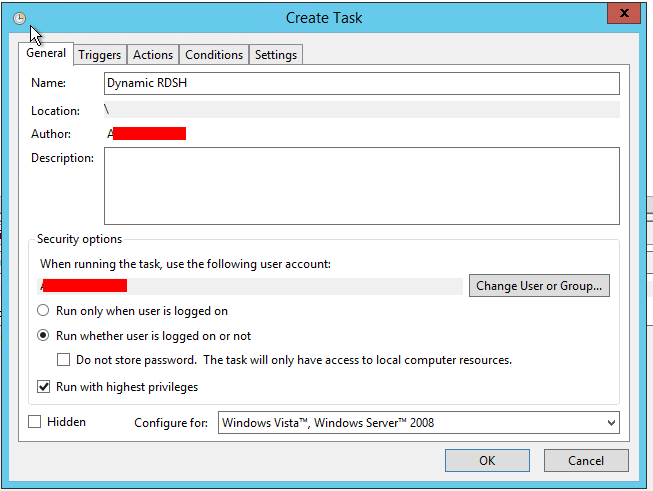 Create Task
General Triggers Actions Conditions Settings
Name: Dynamic RDSH
Location: \
Author: A
Description:
Security options
When running the task, use the following user account:
Change User or Group...
Run only when user is logged on
Run whether user is logged on or not
Do not store password.  The task will only have access to local computer resources.
Run with highest privileges
Hidden Configure for: Windows Vista™, Windows Server™ 2008
OK Cancel